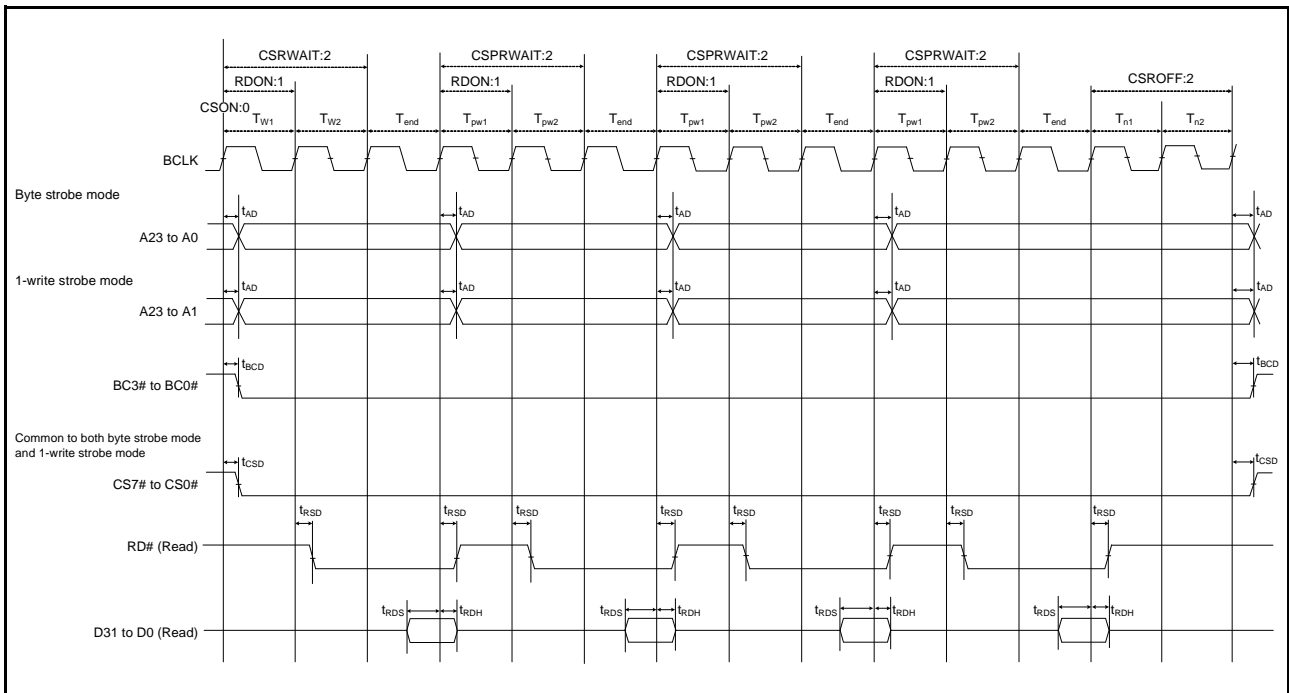 CSRWAIT:2 CSPRWAIT:2 CSPRWAIT:2 CSPRWAIT:2
RDON:1 RDON:1 RDON:1 RDON:1 CSROFF:2
CSON:0
TW1 TW2 Tend Tpw1 Tpw2 Tend Tpw1 Tpw2 Tend Tpw1 Tpw2 Tend Tn1 Tn2
BCLK
Byte strobe mode
tAD tAD tAD tAD tAD
A23 to A0
1-write strobe mode
tAD tAD tAD tAD tAD
A23 to A1
tBCD tBCD
BC3# to BC0#
Common to both byte strobe mode
and 1-write strobe mode
tCSD tCSD
CS7# to CS0#
tRSD tRSD tRSD tRSD tRSD tRSD tRSD tRSD
RD# (Read)
tRDS tRDH tRDS tRDH tRDS tRDH tRDS tRDH
D31 to D0 (Read)